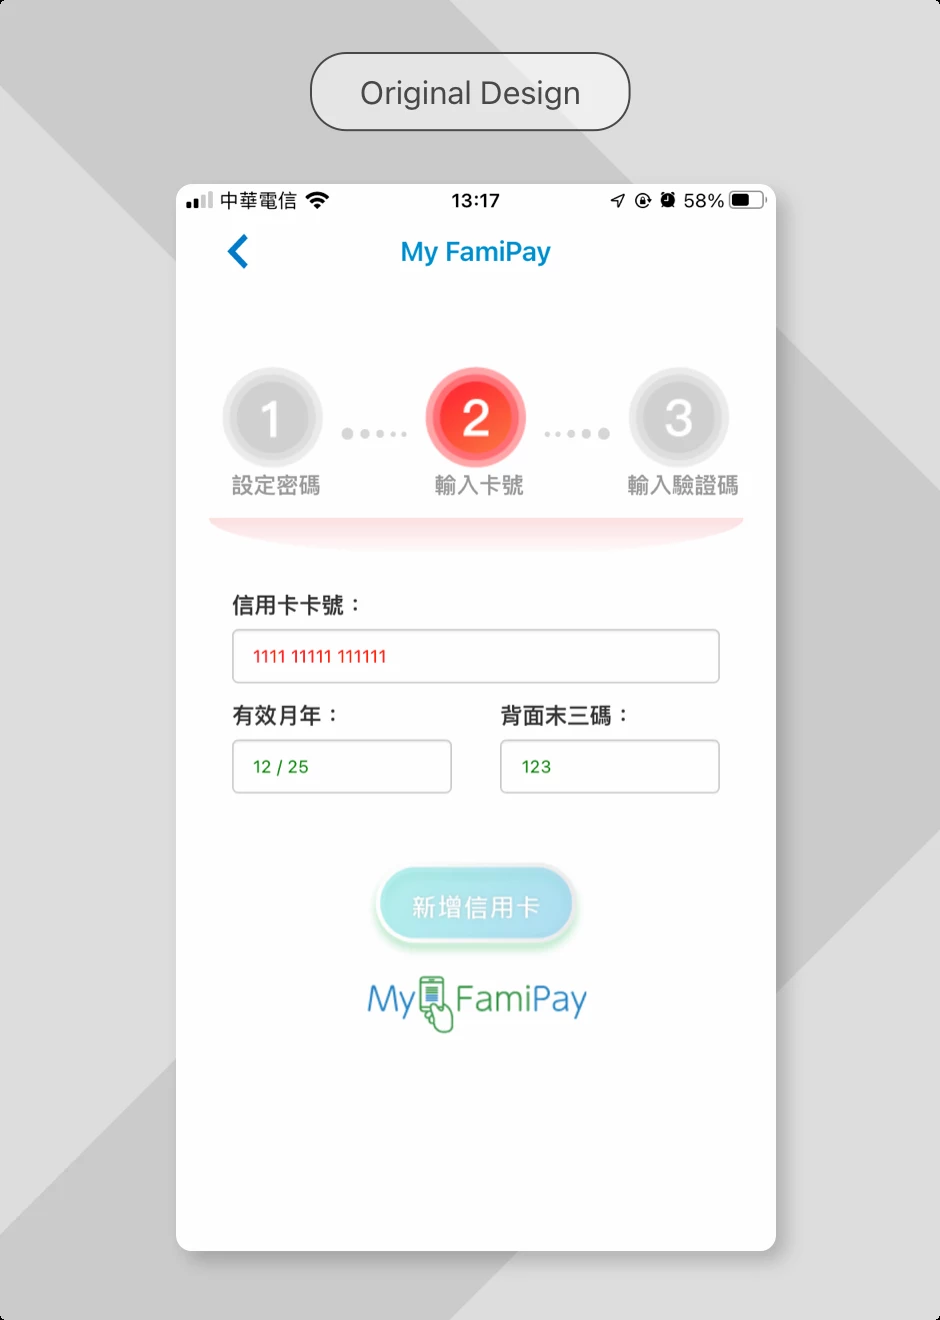 Original Design
中華電信 13:17 58%
My FamiPay
1 2 3
設定密碼 輸入卡號 輸入驗證碼
信用卡卡號：
1111 11111 111111
有效月年： 背面末三碼：
12 / 25 123
新增信用卡
My FamiPay